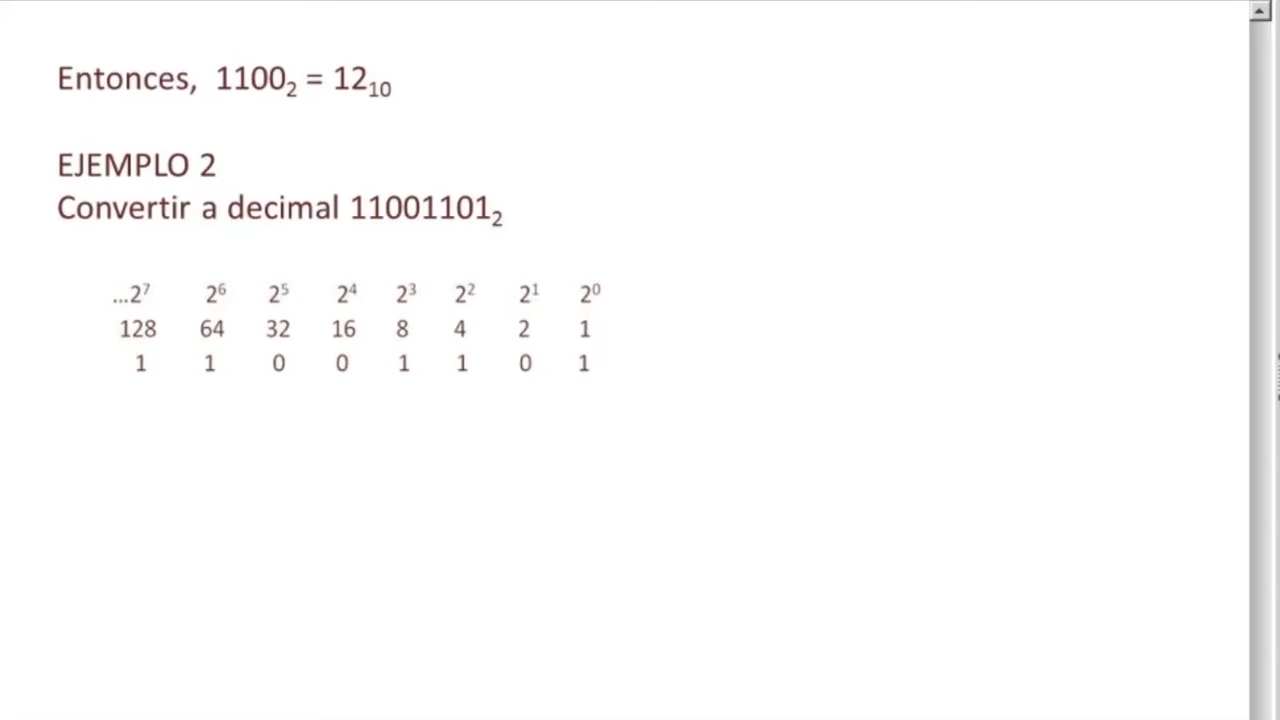 Entonces, 1100₂ = 12₁₀
EJEMPLO 2
Convertir a decimal 11001101₂
...2⁷ 2⁶ 2⁵ 2⁴ 2³ 2² 2¹ 2⁰
128 64 32 16 8 4 2 1
1 1 0 0 1 1 0 1